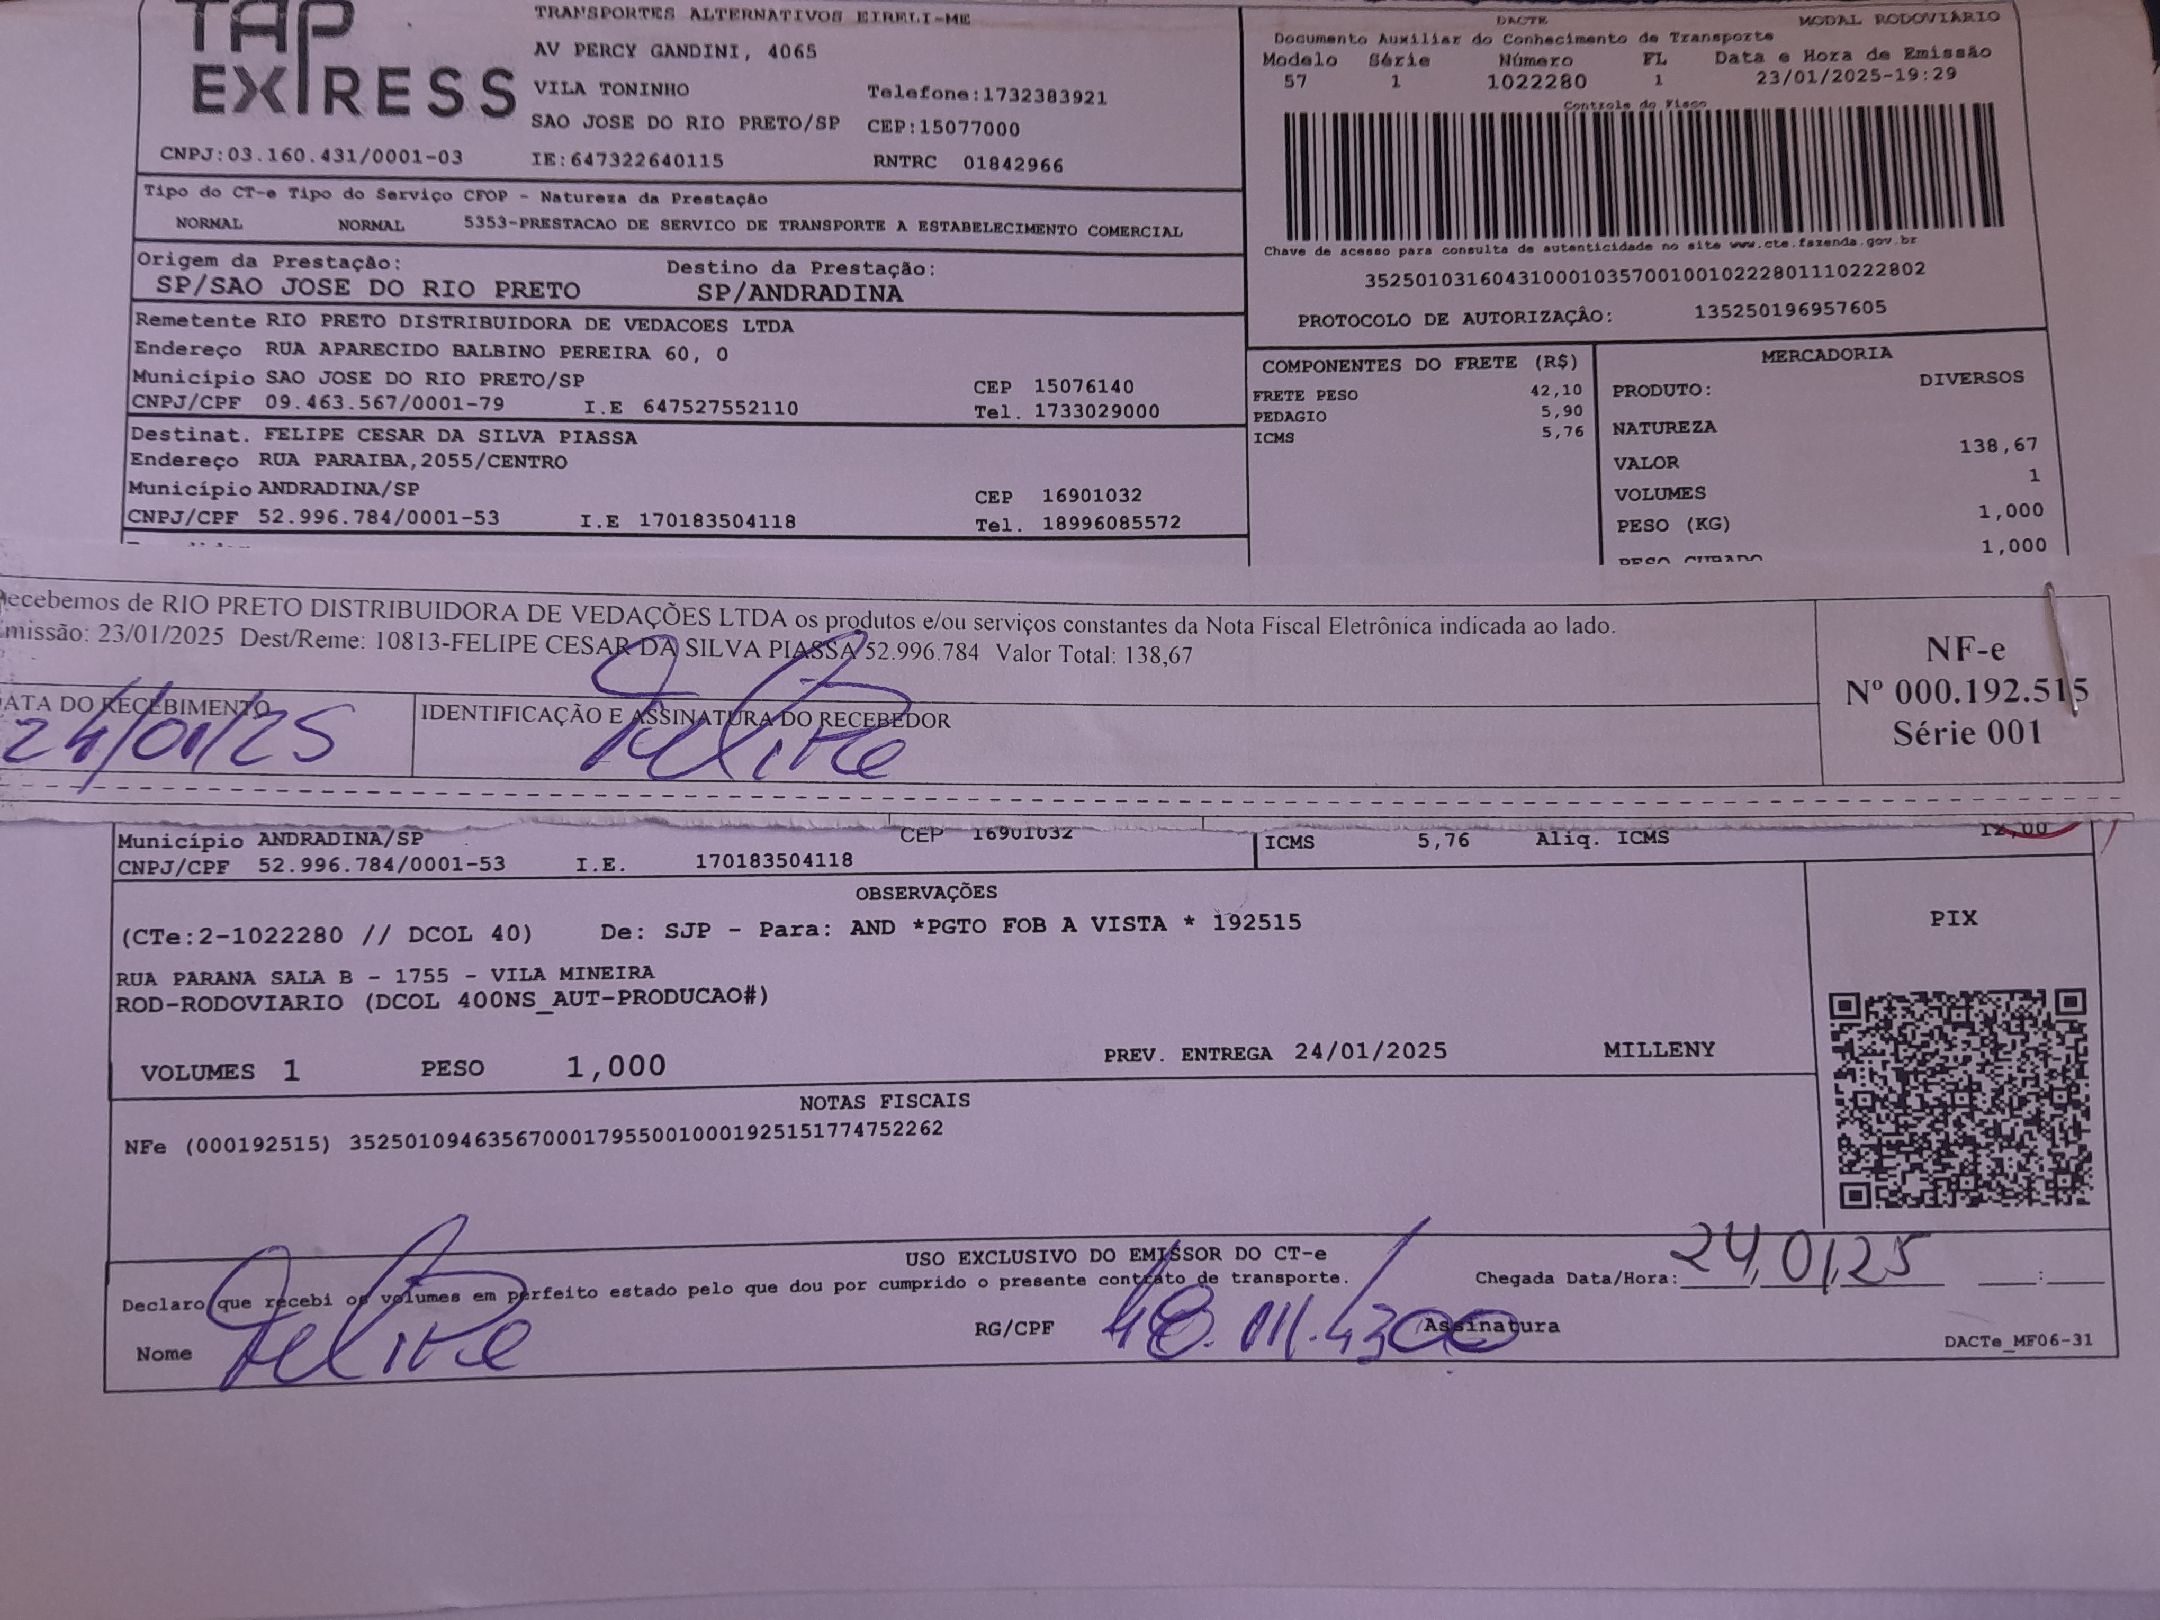 TAP EXPRESS
TRANSPORTES ALTERNATIVOS EIRELI-ME
AV PERCY GANDINI, 4065
VILA TONINHO Telefone:1732383921
SAO JOSE DO RIO PRETO/SP CEP:15077000
CNPJ:03.160.431/0001-03 IE:647322640115 RNTRC 01842966
DACTE MODAL RODOVIÁRIO
Documento Auxiliar do Conhecimento de Transporte
Modelo Série Número FL Data e Hora de Emissão
57 1 1022280 1 23/01/2025-19:29
Controle do Fisco
Chave de acesso para consulta de autenticidade no site www.cte.fazenda.gov.br
35250103160431000103570010010222801110222802
PROTOCOLO DE AUTORIZAÇÂO: 135250196957605
Tipo do CT-e Tipo do Serviço CFOP - Natureza da Prestação
NORMAL NORMAL 5353-PRESTACAO DE SERVICO DE TRANSPORTE A ESTABELECIMENTO COMERCIAL
Origem da Prestação: Destino da Prestação:
SP/SAO JOSE DO RIO PRETO SP/ANDRADINA
Remetente RIO PRETO DISTRIBUIDORA DE VEDACOES LTDA
Endereço RUA APARECIDO BALBINO PEREIRA 60, 0
Município SAO JOSE DO RIO PRETO/SP CEP 15076140
CNPJ/CPF 09.463.567/0001-79 I.E 647527552110 Tel. 1733029000
Destinat. FELIPE CESAR DA SILVA PIASSA
Endereço RUA PARAIBA,2055/CENTRO
Município ANDRADINA/SP CEP 16901032
CNPJ/CPF 52.996.784/0001-53 I.E 170183504118 Tel. 18996085572
COMPONENTES DO FRETE (R$)
FRETE PESO 42,10
PEDAGIO 5,90
ICMS 5,76
MERCADORIA
PRODUTO: DIVERSOS
NATUREZA
VALOR 138,67
VOLUMES 1
PESO (KG) 1,000
PESO CUBADO 1,000
ecebemos de RIO PRETO DISTRIBUIDORA DE VEDAÇÕES LTDA os produtos e/ou serviços constantes da Nota Fiscal Eletrônica indicada ao lado.
missão: 23/01/2025 Dest/Reme: 10813-FELIPE CESAR DA SILVA PIASSA 52.996.784 Valor Total: 138,67
ATA DO RECEBIMENTO IDENTIFICAÇÃO E ASSINATURA DO RECEBEDOR
24/01/25 Felipe
NF-e
Nº 000.192.515
Série 001
Município ANDRADINA/SP CEP 16901032
CNPJ/CPF 52.996.784/0001-53 I.E. 170183504118
ICMS 5,76 Aliq. ICMS 12,00
OBSERVAÇÕES
(CTe:2-1022280 // DCOL 40) De: SJP - Para: AND *PGTO FOB A VISTA * 192515
RUA PARANA SALA B - 1755 - VILA MINEIRA
ROD-RODOVIARIO (DCOL 400NS_AUT-PRODUCAO#)
VOLUMES 1 PESO 1,000 PREV. ENTREGA 24/01/2025 MILLENY
PIX
NOTAS FISCAIS
NFe (000192515) 35250109463567000179550010001925151774752262
USO EXCLUSIVO DO EMISSOR DO CT-e
Declaro que recebi os volumes em perfeito estado pelo que dou por cumprido o presente contrato de transporte. Chegada Data/Hora: 24,01,25 :
Nome Felipe RG/CPF Assinatura
DACTe_MF06-31